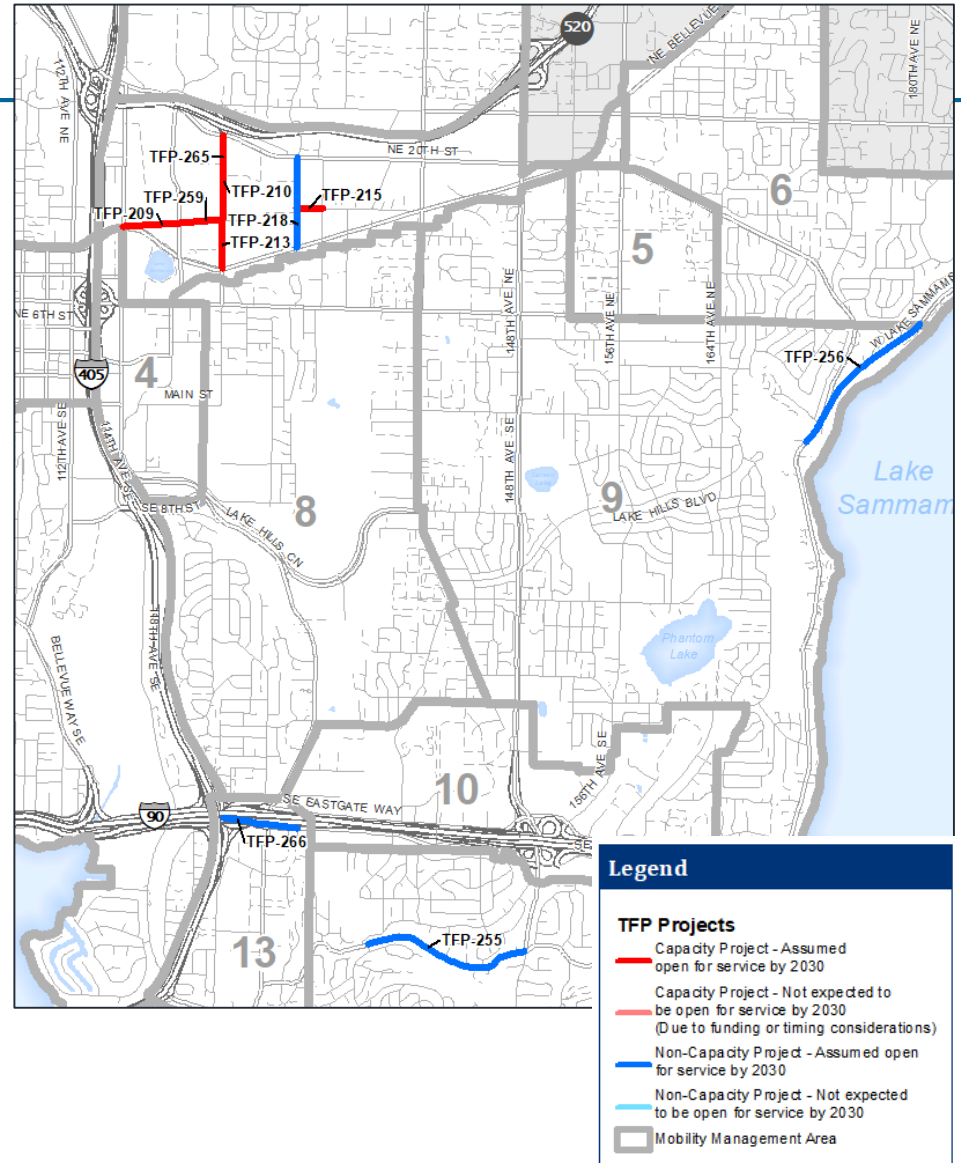 520
NE BELLEVUE
112TH AVE NE
180TH AVE NE
NE 20TH ST
TFP-265
TFP-210
TFP-215
TFP-259
TFP-209
TFP-218
TFP-213
6
5
148TH AVE NE
156TH AVE NE
164TH AVE NE
NE 6TH ST
W LAKE SAMMAMS
TFP-256
405
4
MAIN ST
112TH AVE SE
114TH AVE SE
148TH AVE SE
Lake
Sammam
SE 8TH ST
LAKE HILLS CN
8
9
LAKE HILLS BLVD
118TH AVE SE
BELLEVUE WAY SE
Phantom
Lake
10
156TH AVE SE
SE EASTGATE WAY
90
TFP-266
SE
TFP-255
13
Legend
TFP Projects
Capacity Project - Assumed
open for service by 2030
Capacity Project - Not expected to
be open for service by 2030
(Due to funding or timing considerations)
Non-Capacity Project - Assumed open
for service by 2030
Non-Capacity Project - Not expected
to be open for service by 2030
Mobility Management Area